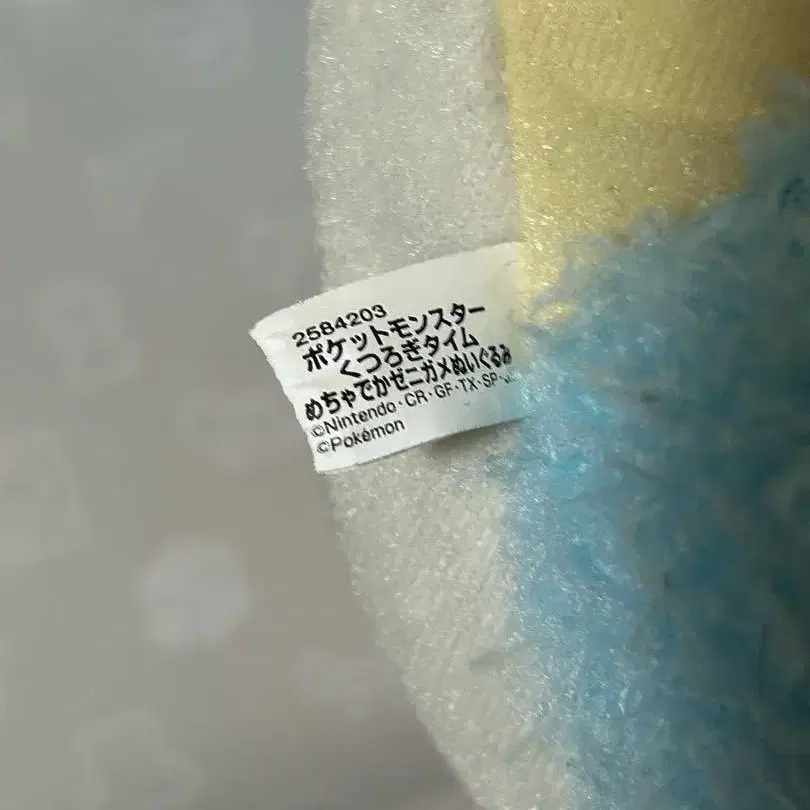 2584203
ポケットモンスター
くつろぎタイム
めちゃでかゼニガメぬいぐるみ
©Nintendo・CR・GF・TX・SP・
©Pokémon